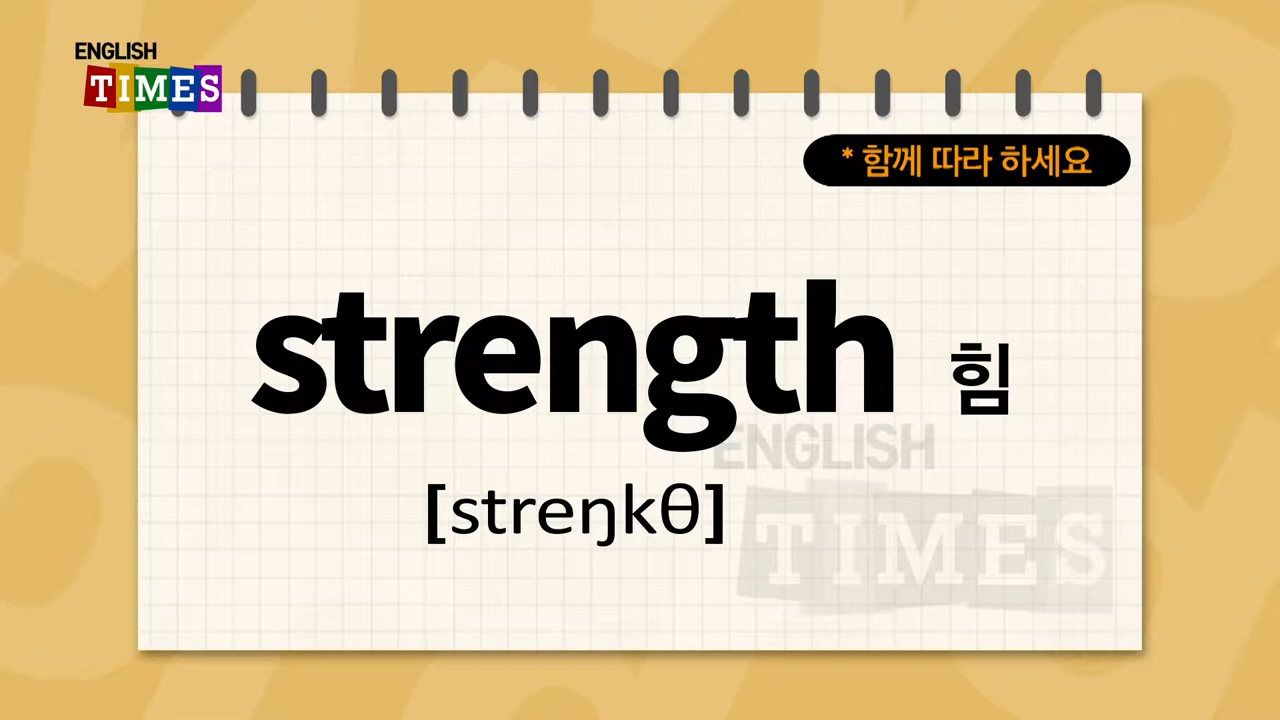 ENGLISH
TIMES
* 함께 따라 하세요
strength 힘
[streŋkθ]
ENGLISH
TIMES